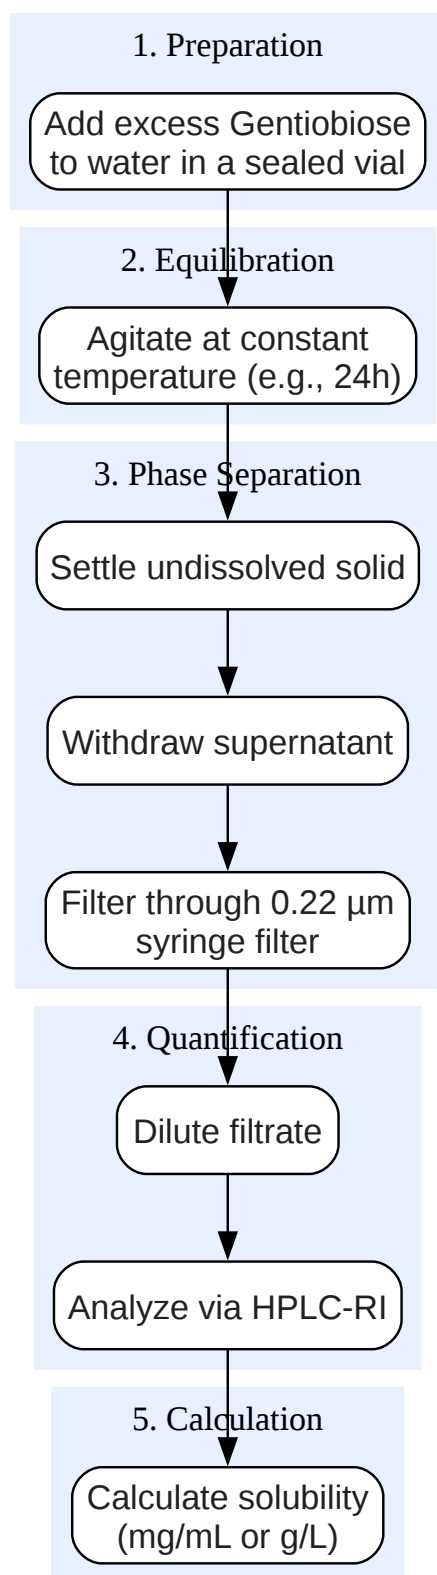 1. Preparation
Add excess Gentiobiose
to water in a sealed vial
2. Equilibration
Agitate at constant
temperature (e.g., 24h)
3. Phase Separation
Settle undissolved solid
Withdraw supernatant
Filter through 0.22 µm
syringe filter
4. Quantification
Dilute filtrate
Analyze via HPLC-RI
5. Calculation
Calculate solubility
(mg/mL or g/L)